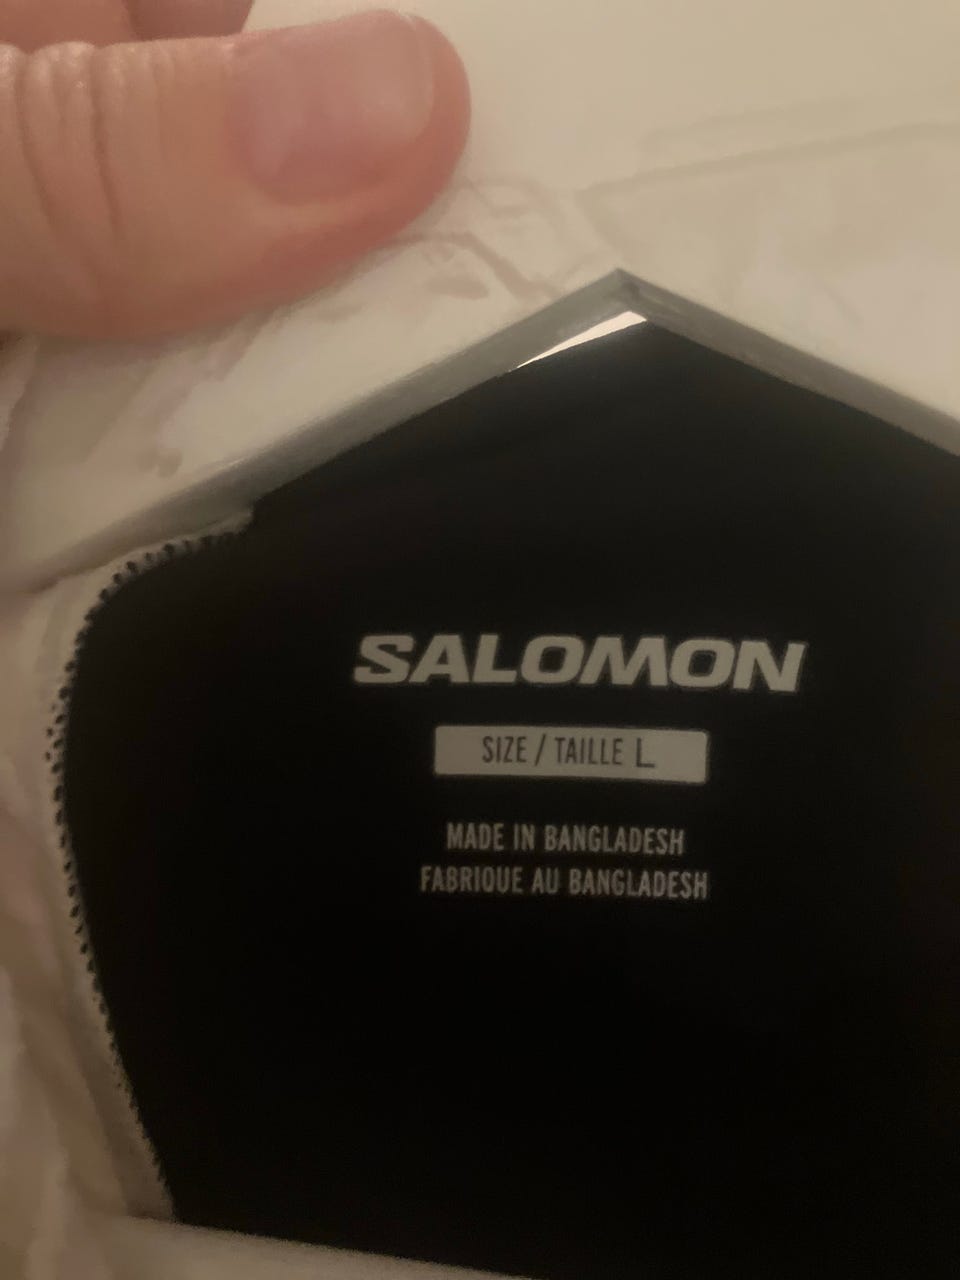 SALOMON
SIZE / TAILLE L
MADE IN BANGLADESH
FABRIQUE AU BANGLADESH